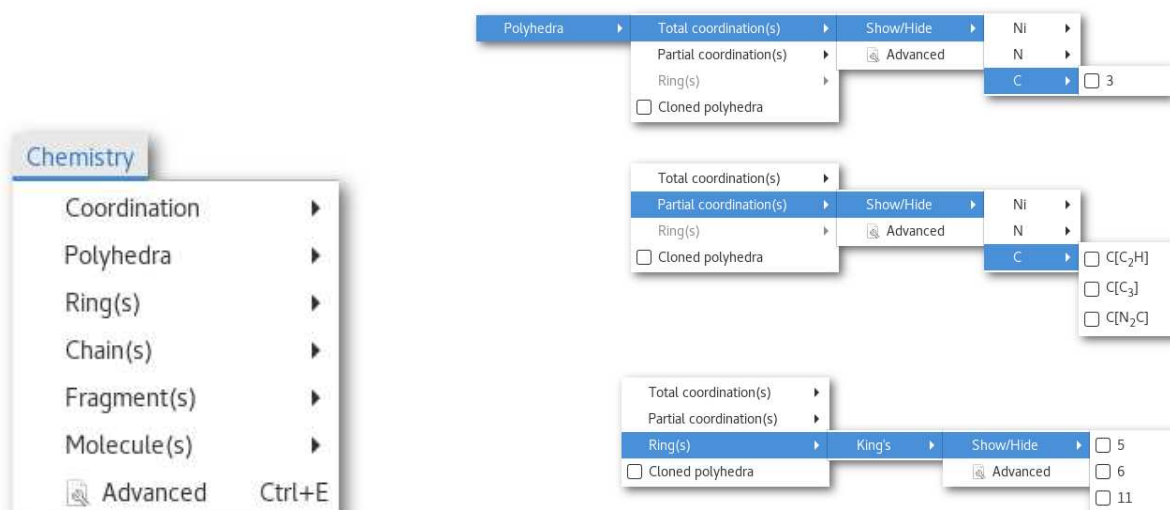 Chemistry
Coordination
Polyhedra
Ring(s)
Chain(s)
Fragment(s)
Molecule(s)
Advanced Ctrl+E
Polyhedra Total coordination(s) Show/Hide Ni
Partial coordination(s) Advanced N
Ring(s) C 3
Cloned polyhedra
Total coordination(s)
Partial coordination(s) Show/Hide Ni
Ring(s) Advanced N
Cloned polyhedra C C[C₂H]
C[C₃]
C[N₂C]
Total coordination(s)
Partial coordination(s)
Ring(s) King's Show/Hide 5
Cloned polyhedra Advanced 6
11